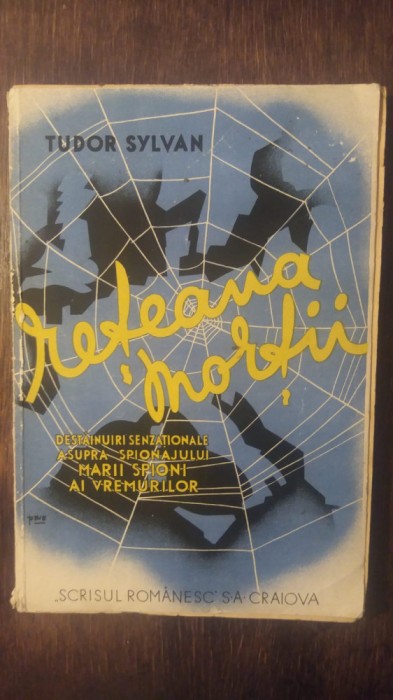 TUDOR SYLVAN
rețeaua
morții
DESTĂINUIRI SENZAȚIONALE
ASUPRA SPIONAJULUI
MARII SPIONI
AI VREMURILOR
„SCRISUL ROMÂNESC” S·A·CRAIOVA